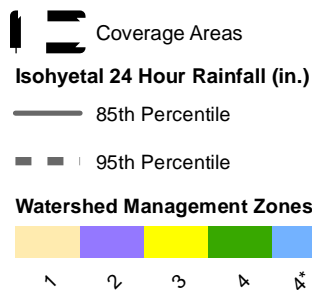 Coverage Areas
Isohyetal 24 Hour Rainfall (in.)
85th Percentile
95th Percentile
Watershed Management Zones
1 2 3 4 4*